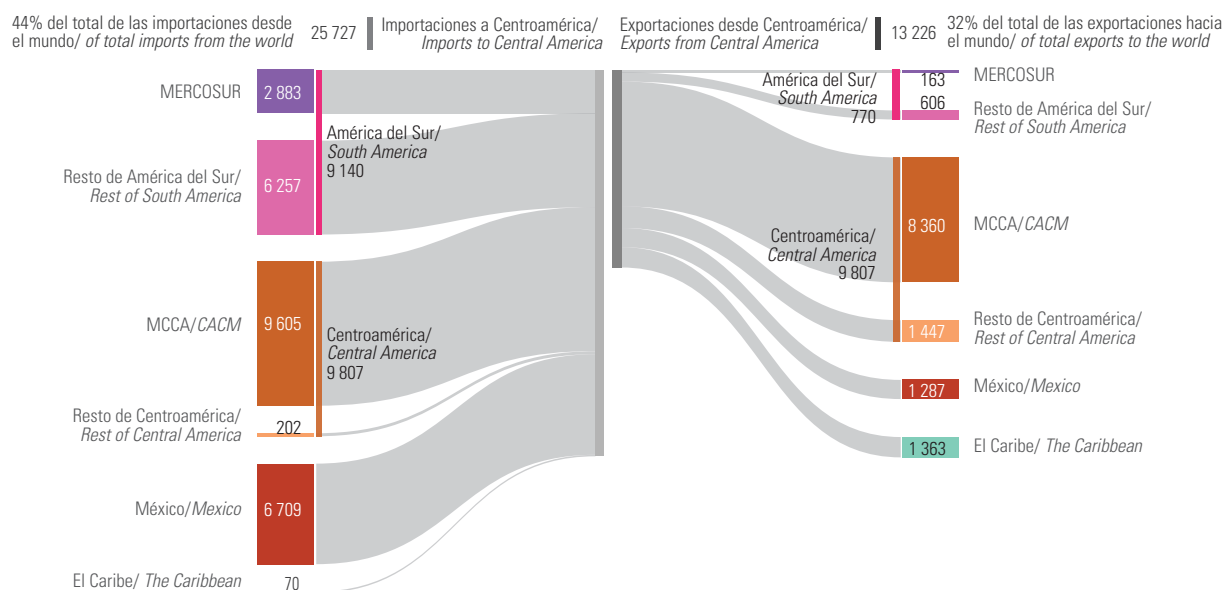 44% del total de las importaciones desde
el mundo/ of total imports from the world
25 727
Importaciones a Centroamérica/
Imports to Central America
Exportaciones desde Centroamérica/
Exports from Central America
13 226
32% del total de las exportaciones hacia
el mundo/ of total exports to the world
MERCOSUR
2 883
América del Sur/
South America
9 140
Resto de América del Sur/
Rest of South America
6 257
MCCA/CACM
9 605
Centroamérica/
Central America
9 807
Resto de Centroamérica/
Rest of Central America
202
México/Mexico
6 709
El Caribe/ The Caribbean
70
América del Sur/
South America
770
163
MERCOSUR
606
Resto de América del Sur/
Rest of South America
Centroamérica/
Central America
9 807
8 360
MCCA/CACM
1 447
Resto de Centroamérica/
Rest of Central America
1 287
México/Mexico
1 363
El Caribe/ The Caribbean